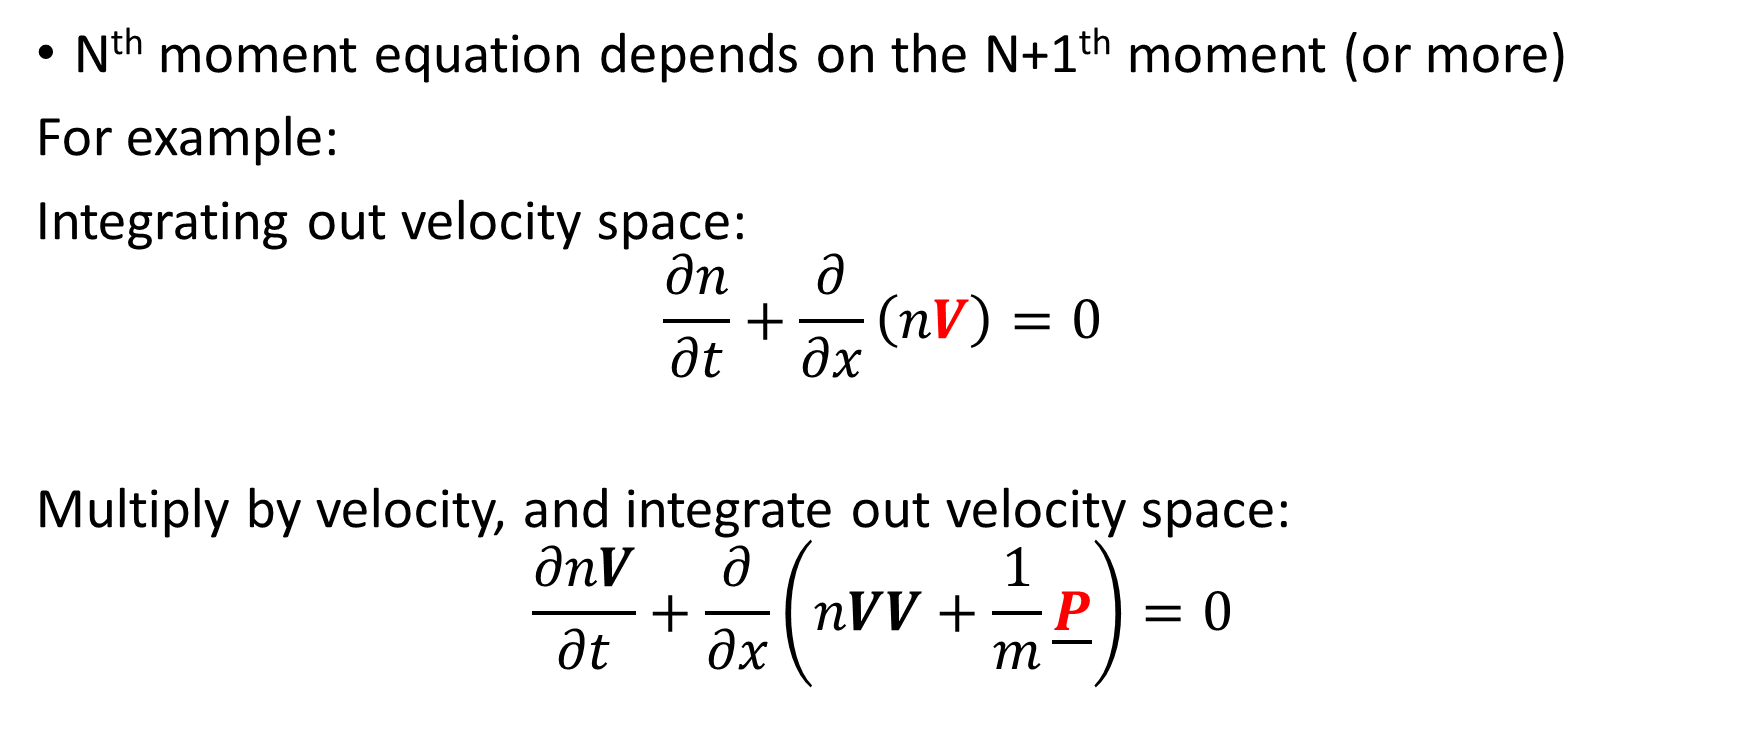 • Nᵗʰ moment equation depends on the N+1ᵗʰ moment (or more)
For example:
Integrating out velocity space:
∂n/∂t + ∂/∂x (n𝑽) = 0
Multiply by velocity, and integrate out velocity space:
∂n𝑽/∂t + ∂/∂x (n𝑽𝑽 + 1/m 𝑷̲) = 0